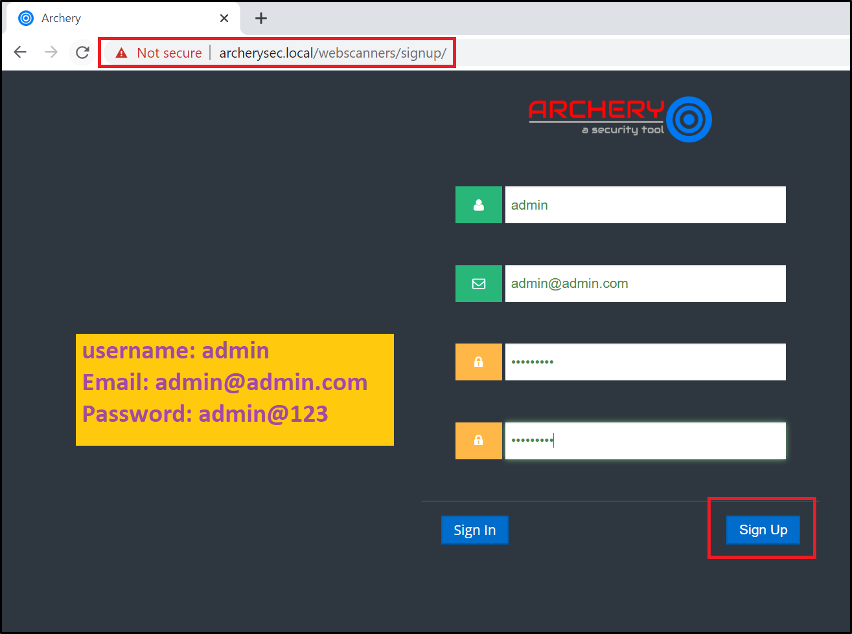 Archery
Not secure | archerysec.local/webscanners/signup/
ARCHERY
a security tool
admin
admin@admin.com
•••••••••
•••••••••
username: admin
Email: admin@admin.com
Password: admin@123
Sign In
Sign Up